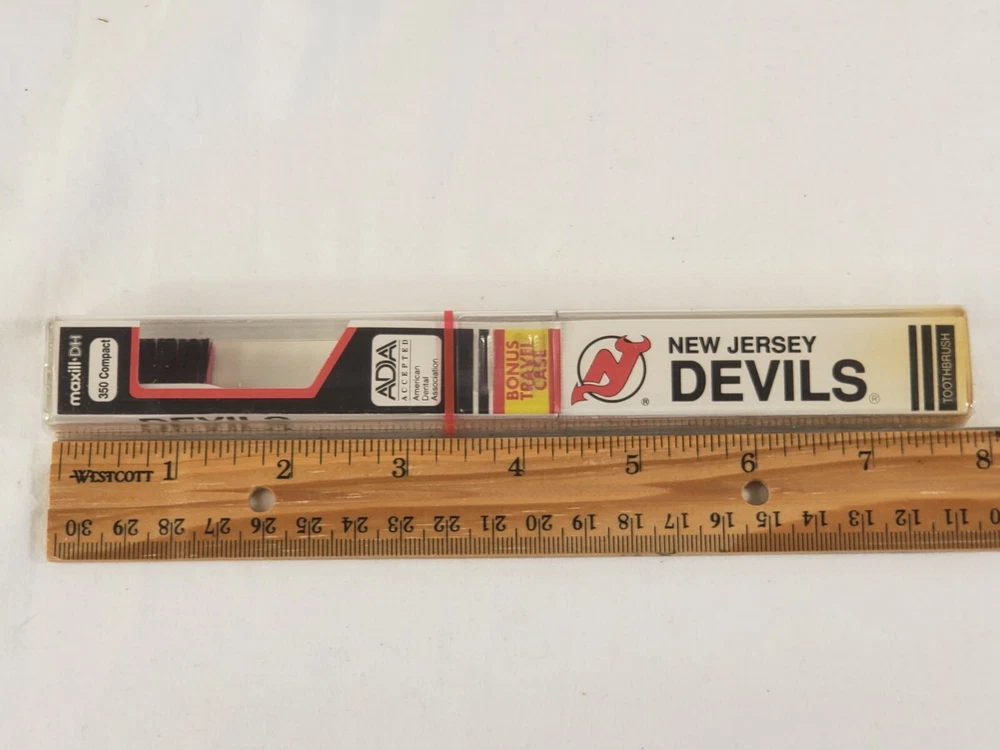 maxill·DH
350 Compact
ADA
ACCEPTED
American
Dental
Association
BONUS
TRAVEL
CASE
NJ
®
NEW JERSEY
DEVILS®
TOOTHBRUSH
DEVILS
WESTCOTT 1 2 3 4 5 6 7 8
30 29 28 27 26 25 24 23 22 21 20 19 18 17 16 15 14 13 12 11 10